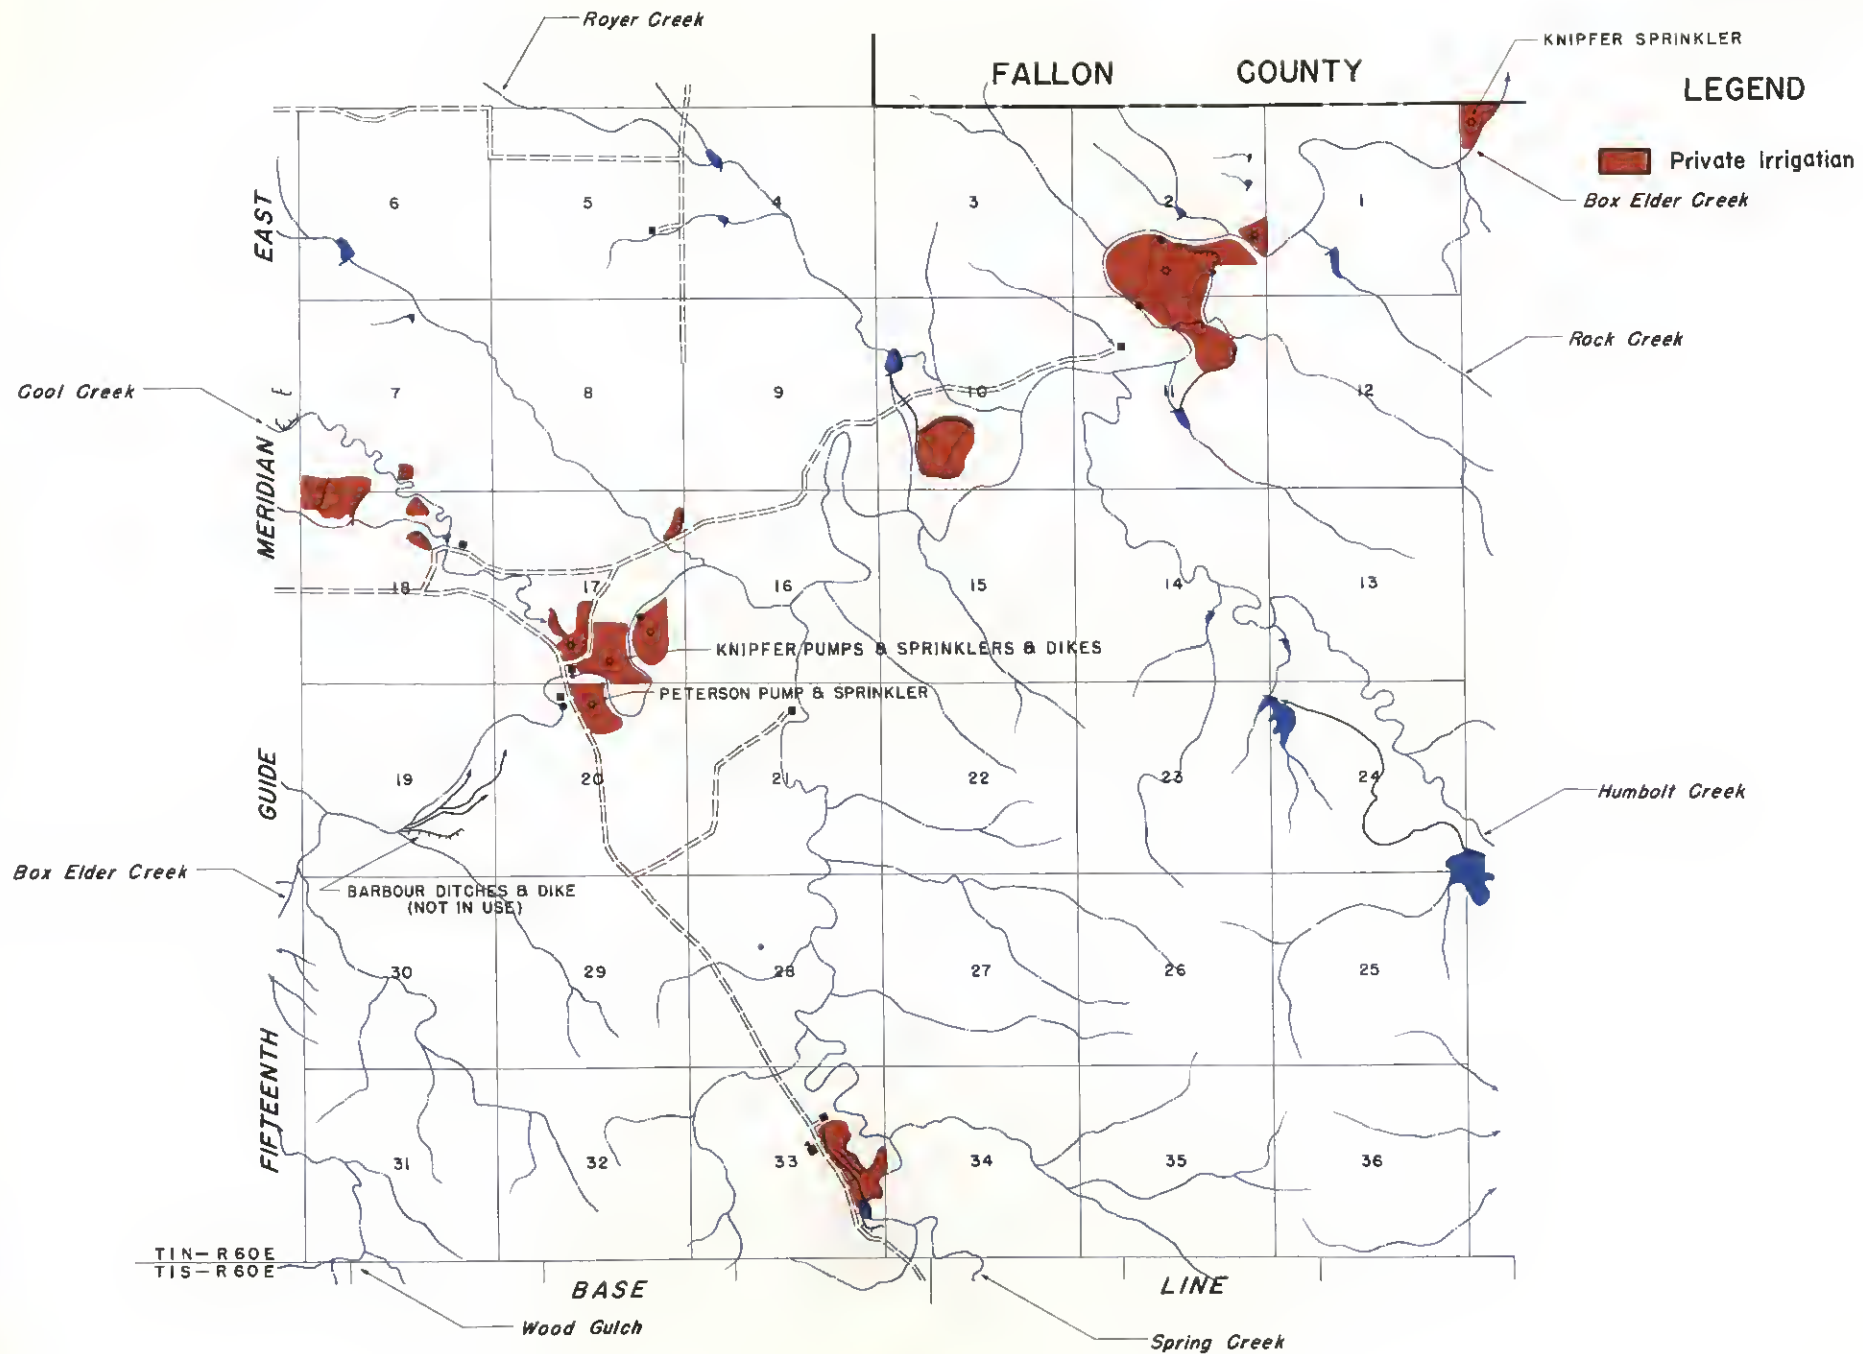 Royer Creek
KNIPFER SPRINKLER
FALLON COUNTY
LEGEND
Private Irrigation
Box Elder Creek
6 5 4 3 2 1
EAST
Rock Creek
Cool Creek
7 8 9 10 11 12
MERIDIAN
18 17 16 15 14 13
KNIPFER PUMPS & SPRINKLERS & DIKES
PETERSON PUMP & SPRINKLER
19 20 21 22 23 24
GUIDE
Humbolt Creek
Box Elder Creek
BARBOUR DITCHES & DIKE
(NOT IN USE)
30 29 28 27 26 25
FIFTEENTH
31 32 33 34 35 36
T1N-R60E
T1S-R60E
BASE LINE
Wood Gulch
Spring Creek